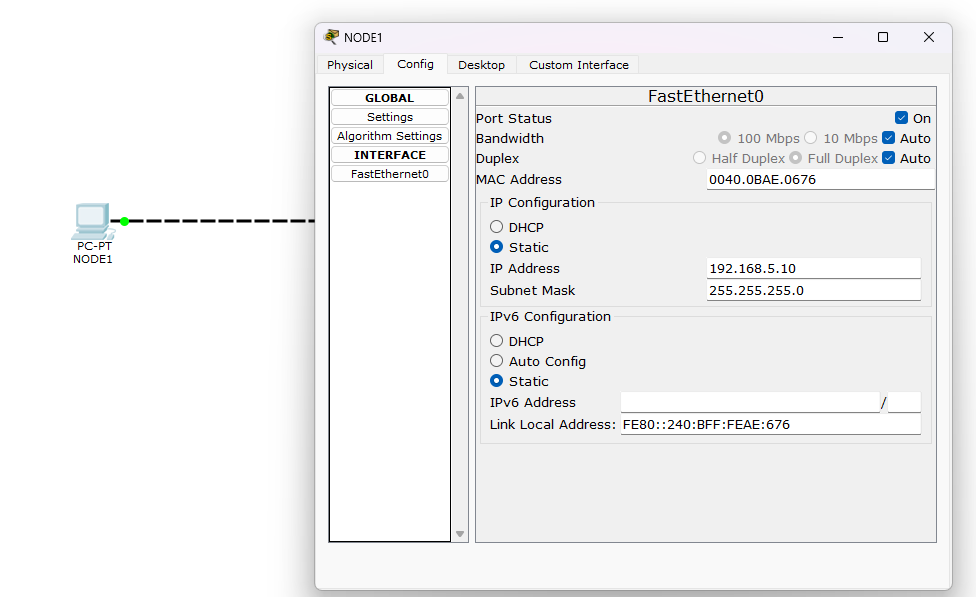 NODE1
Physical Config Desktop Custom Interface
GLOBAL
Settings
Algorithm Settings
INTERFACE
FastEthernet0
FastEthernet0
Port Status On
Bandwidth 100 Mbps 10 Mbps Auto
Duplex Half Duplex Full Duplex Auto
MAC Address 0040.0BAE.0676
IP Configuration
DHCP
Static
IP Address 192.168.5.10
Subnet Mask 255.255.255.0
IPv6 Configuration
DHCP
Auto Config
Static
IPv6 Address /
Link Local Address: FE80::240:BFF:FEAE:676
PC-PT
NODE1